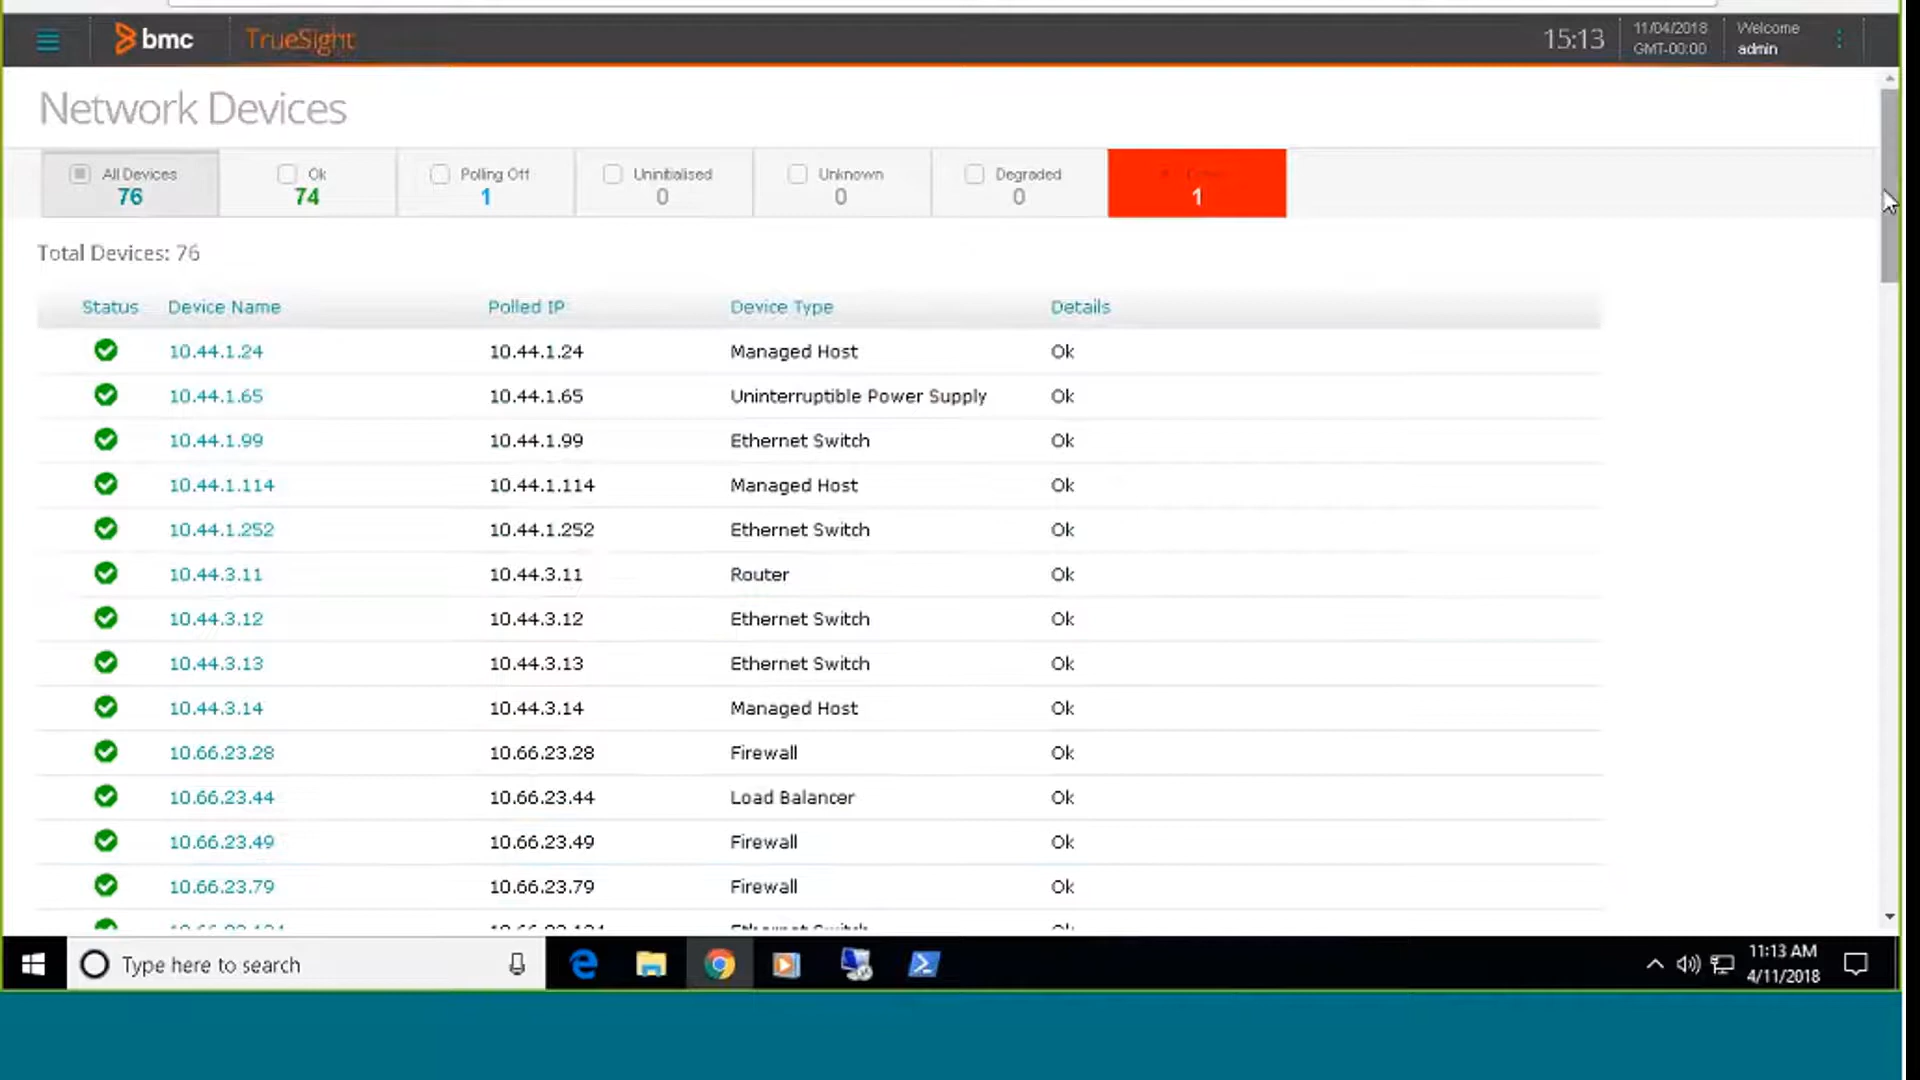 bmc TrueSight 15:13 11/04/2018 GMT-00:00 Welcome admin
Network Devices
All Devices Ok Polling Off Uninitialised Unknown Degraded
76 74 1 0 0 0 1
Total Devices: 76
Status Device Name Polled IP Device Type Details
10.44.1.24 10.44.1.24 Managed Host Ok
10.44.1.65 10.44.1.65 Uninterruptible Power Supply Ok
10.44.1.99 10.44.1.99 Ethernet Switch Ok
10.44.1.114 10.44.1.114 Managed Host Ok
10.44.1.252 10.44.1.252 Ethernet Switch Ok
10.44.3.11 10.44.3.11 Router Ok
10.44.3.12 10.44.3.12 Ethernet Switch Ok
10.44.3.13 10.44.3.13 Ethernet Switch Ok
10.44.3.14 10.44.3.14 Managed Host Ok
10.66.23.28 10.66.23.28 Firewall Ok
10.66.23.44 10.66.23.44 Load Balancer Ok
10.66.23.49 10.66.23.49 Firewall Ok
10.66.23.79 10.66.23.79 Firewall Ok
Type here to search 11:13 AM
4/11/2018